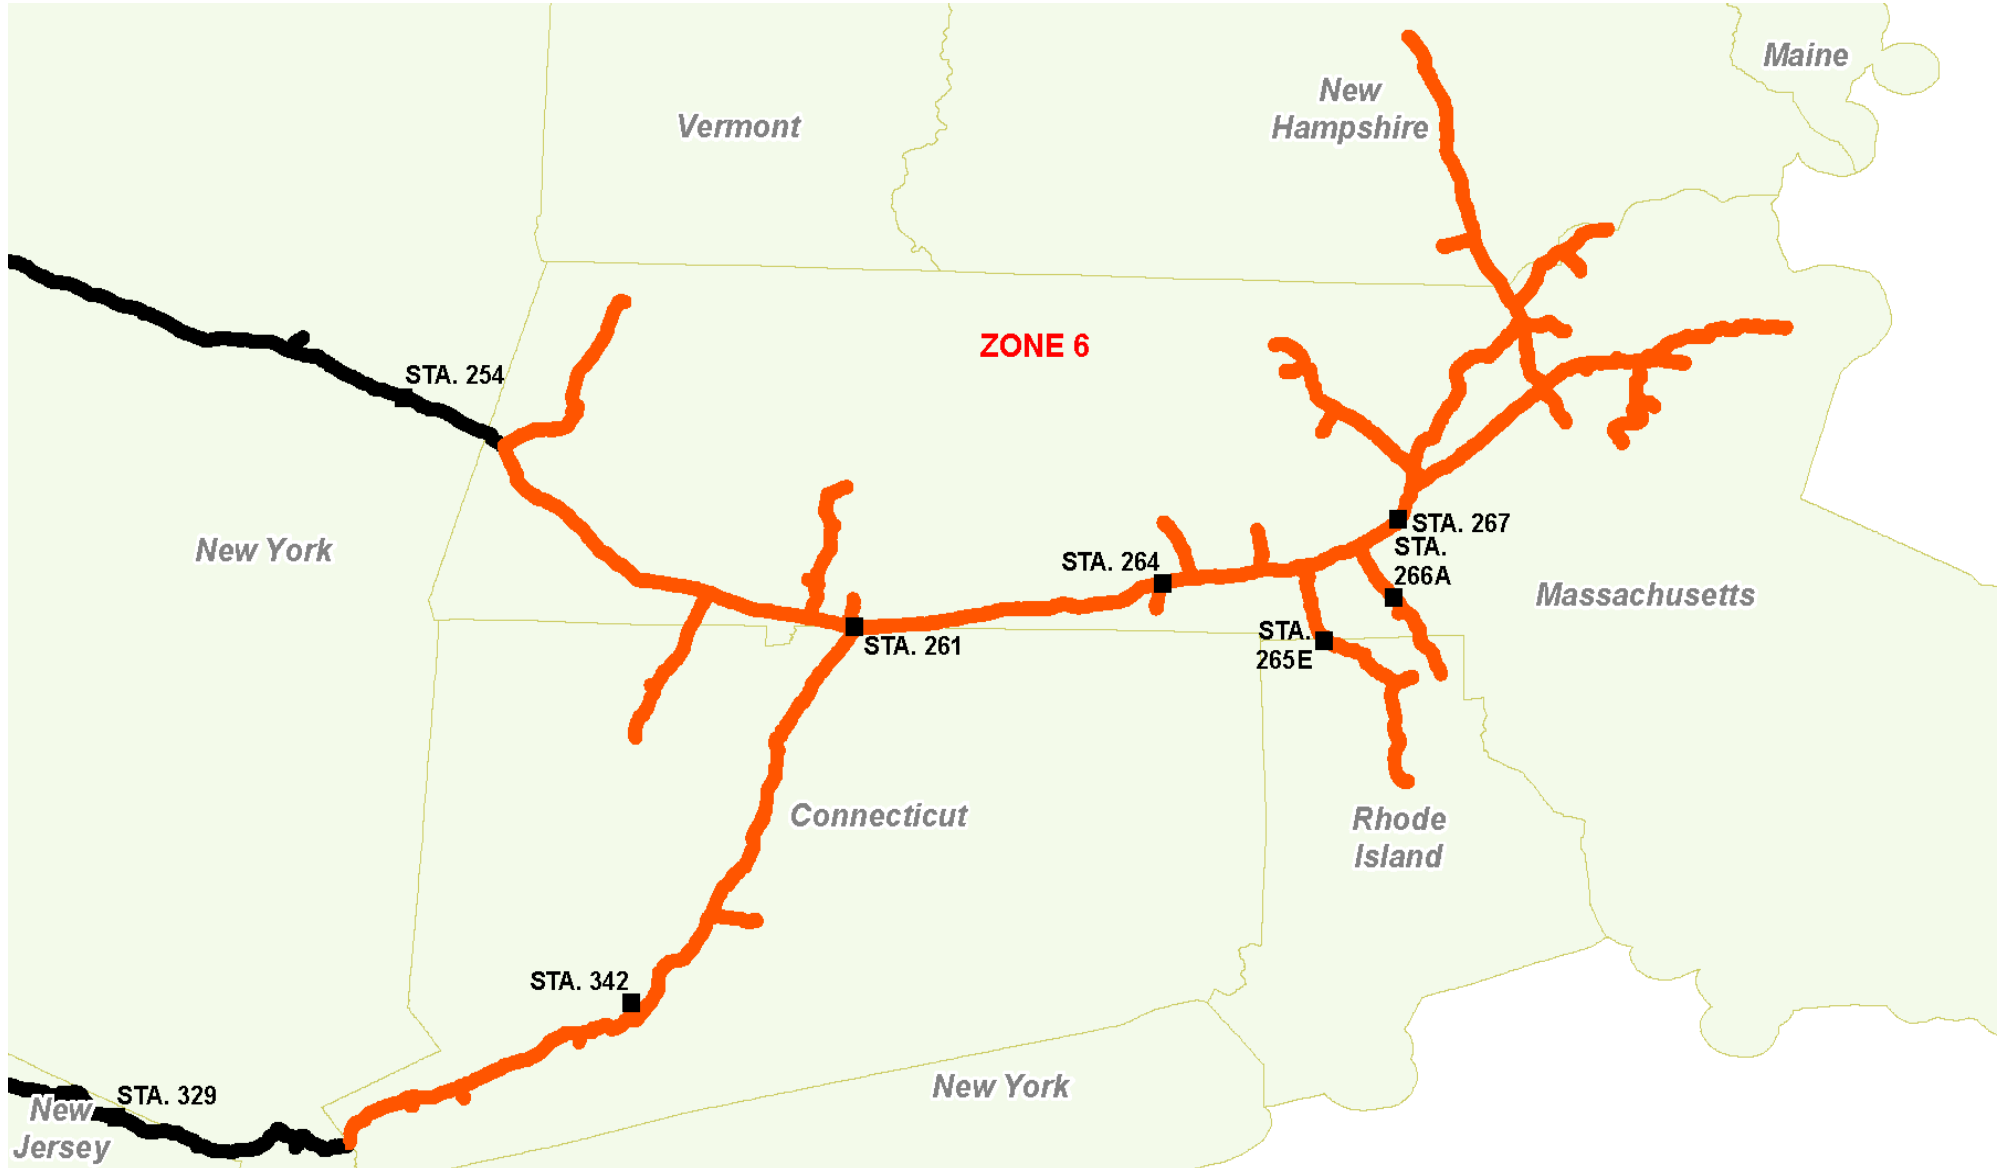 Maine
New
Hampshire
Vermont
ZONE 6
STA. 254
STA. 267
STA.
266A
New York
STA. 264
Massachusetts
STA.
265E
STA. 261
Connecticut
Rhode
Island
STA. 342
New York
STA. 329
New
Jersey